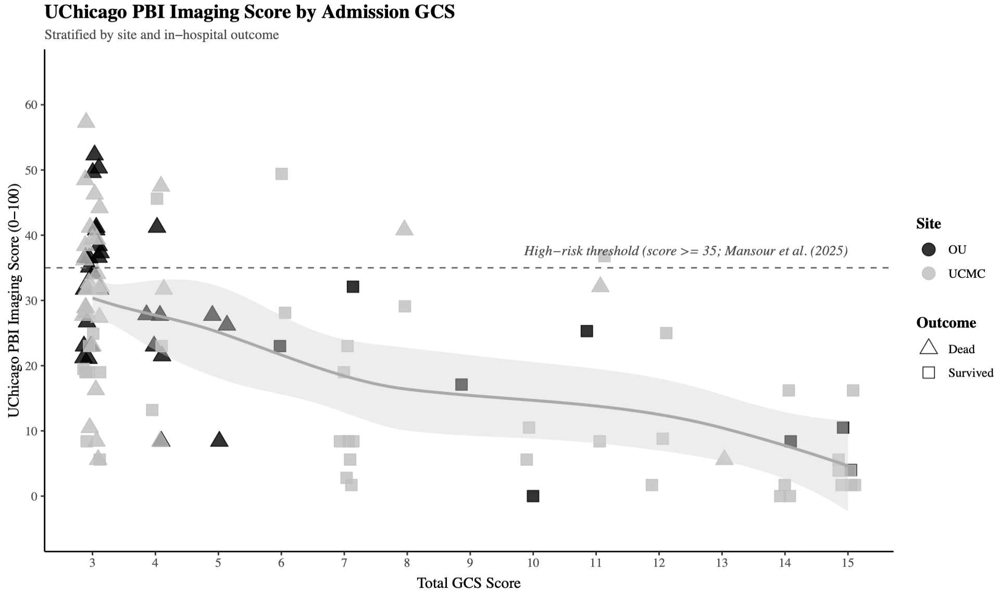 UChicago PBI Imaging Score by Admission GCS
Stratified by site and in−hospital outcome
UChicago PBI Imaging Score (0−100)
60
50
40
30
20
10
0
High−risk threshold (score >= 35; Mansour et al. (2025)
3 4 5 6 7 8 9 10 11 12 13 14 15
Total GCS Score
Site
OU
UCMC
Outcome
Dead
Survived